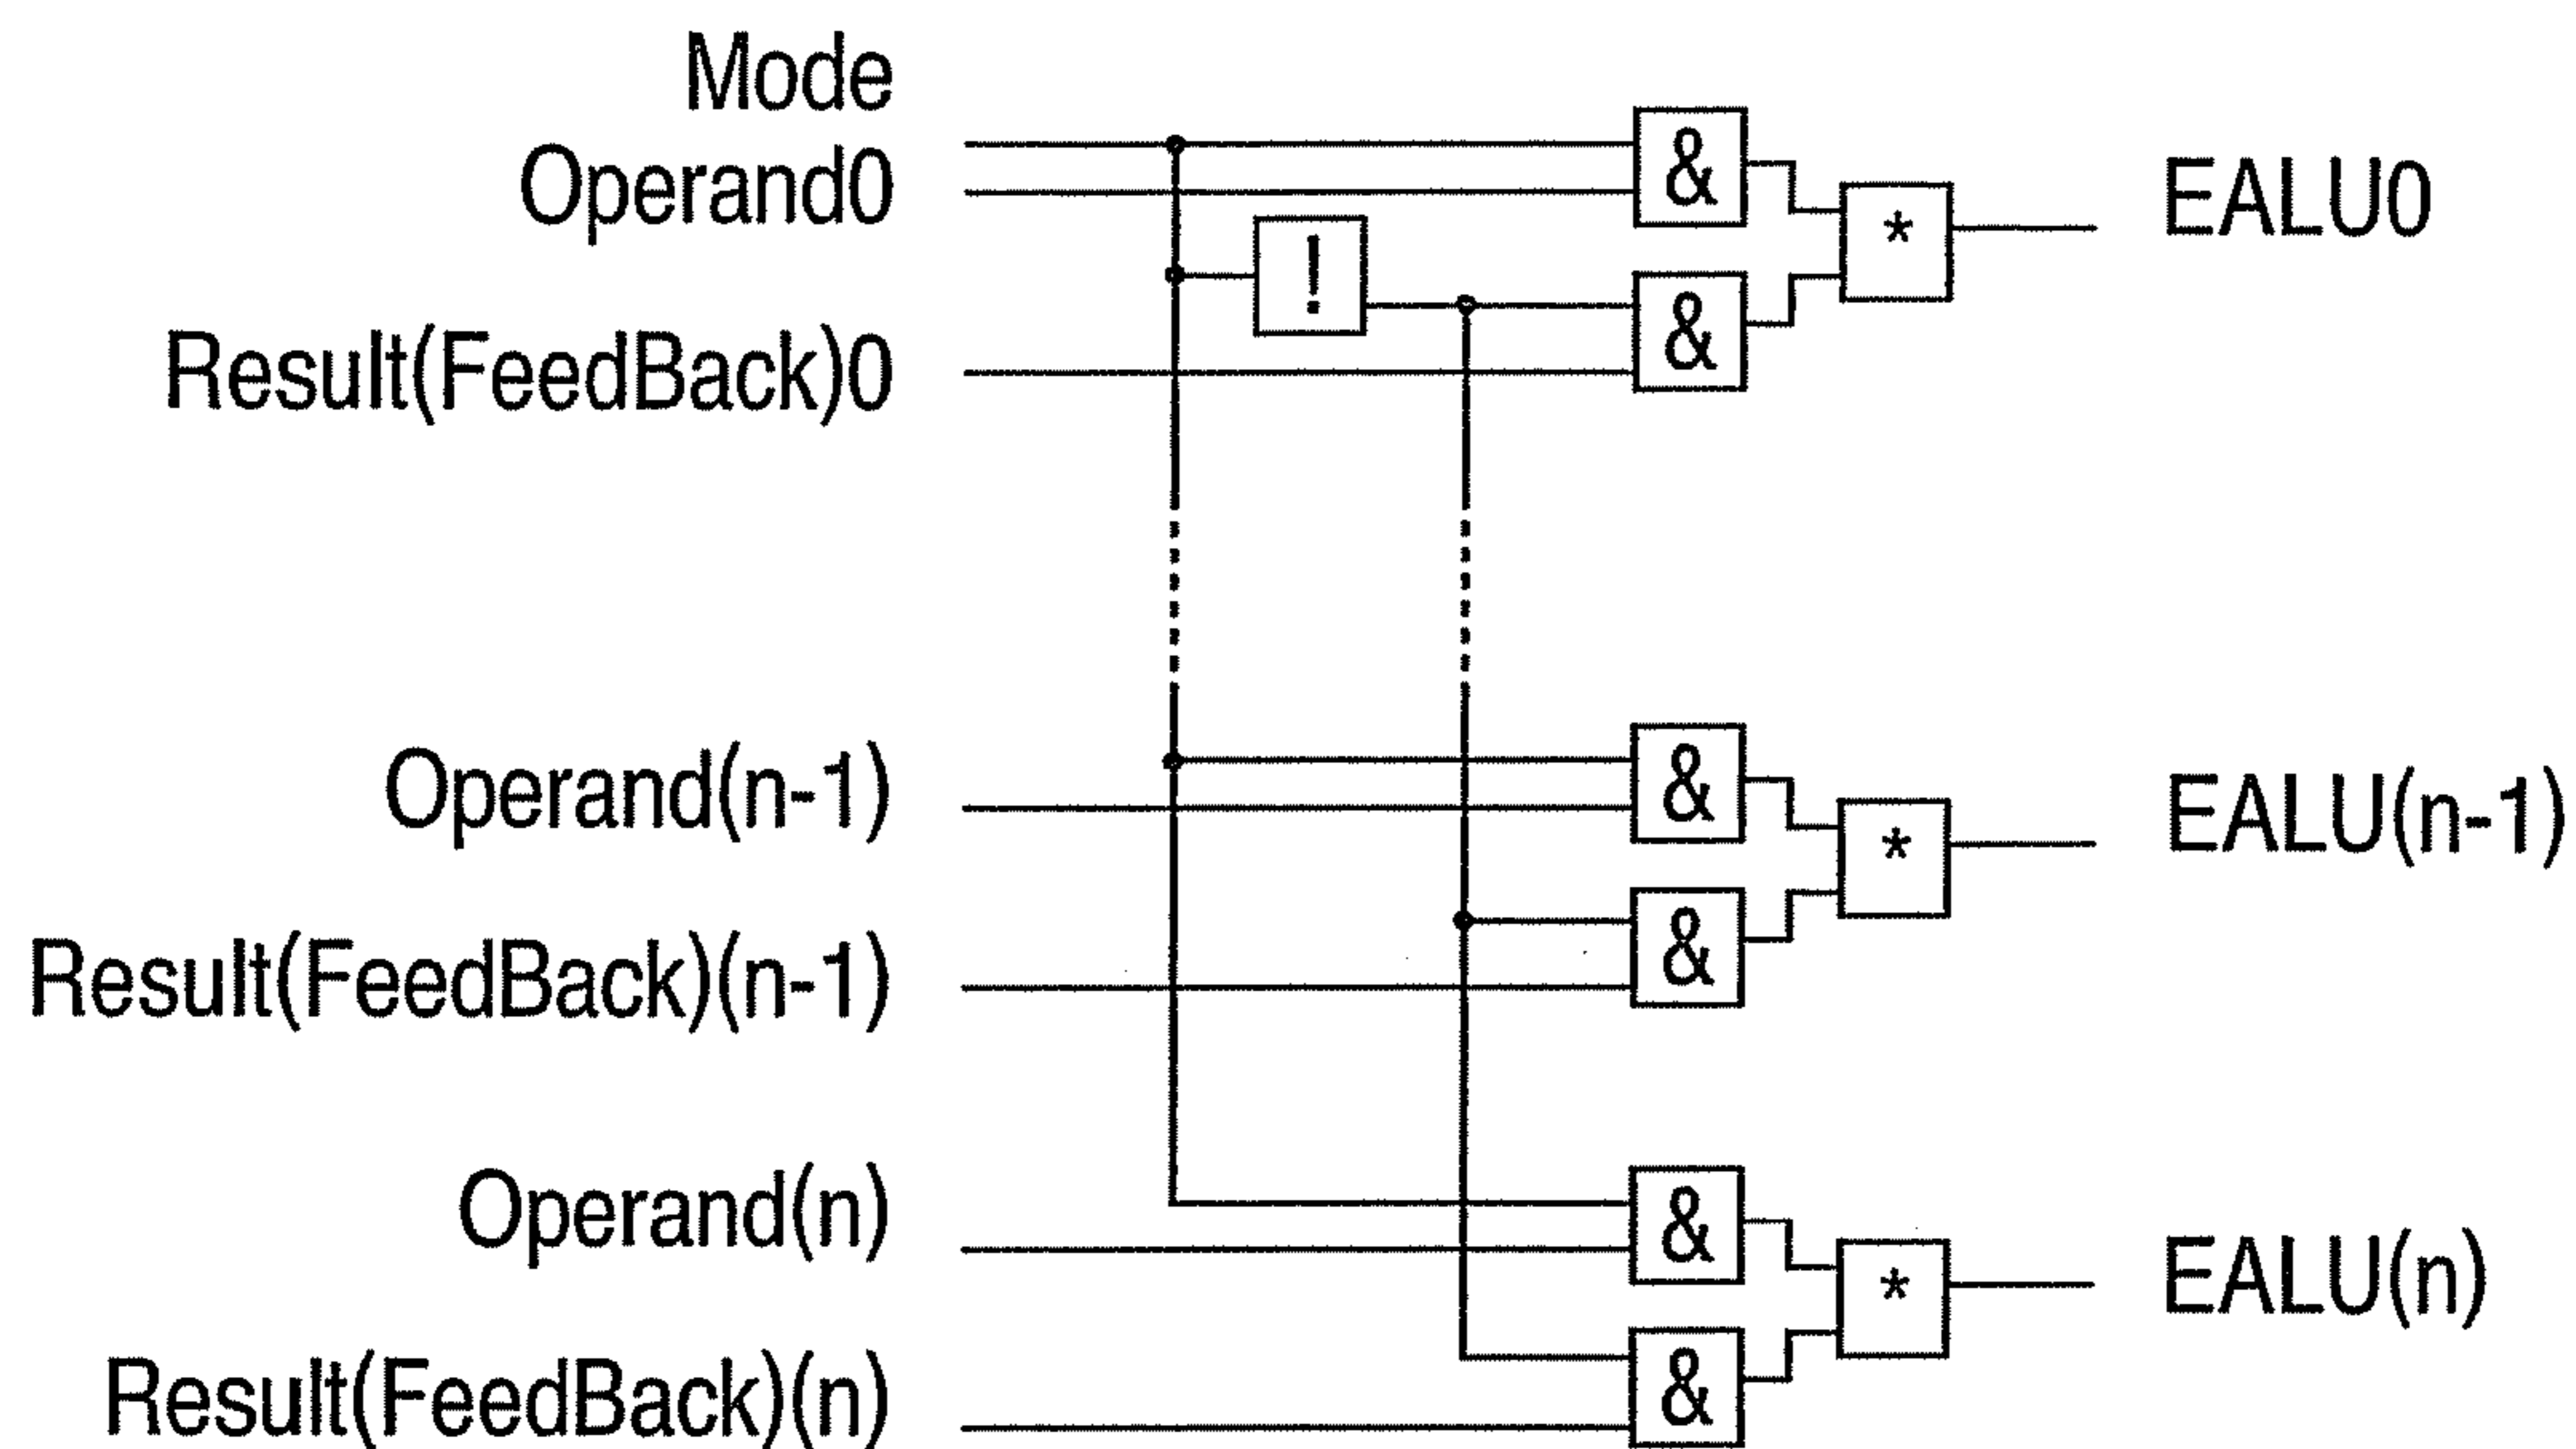 Mode
Operand0
&
EALU0
*
!
&
Result(FeedBack)0
Operand(n-1)
&
EALU(n-1)
*
&
Result(FeedBack)(n-1)
Operand(n)
&
EALU(n)
*
&
Result(FeedBack)(n)